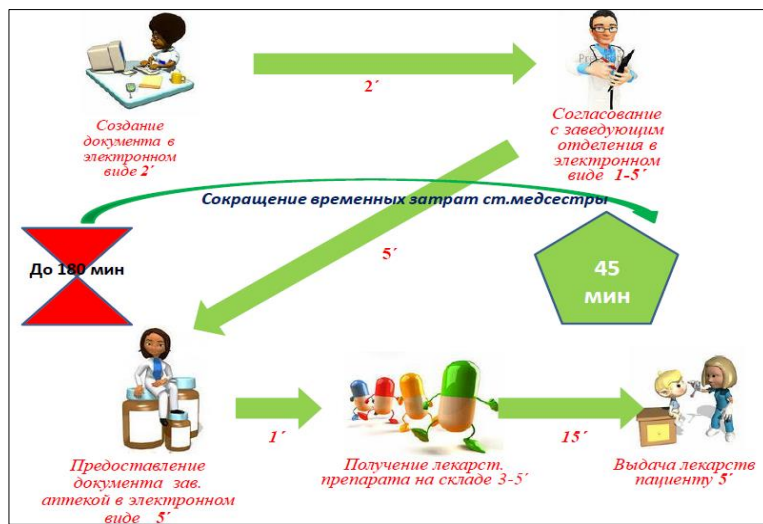 2´
Создание
документа в
электронном
виде 2´
Согласование
с заведующим
отделения в
электронном
виде 1-5´
Сокращение временных затрат ст.медсестры
До 180 мин
5´
45
мин
1´
15´
Предоставление
документа зав.
аптекой в электронном
виде 5´
Получение лекарст.
препарата на складе 3-5´
Выдача лекарств
пациенту 5´